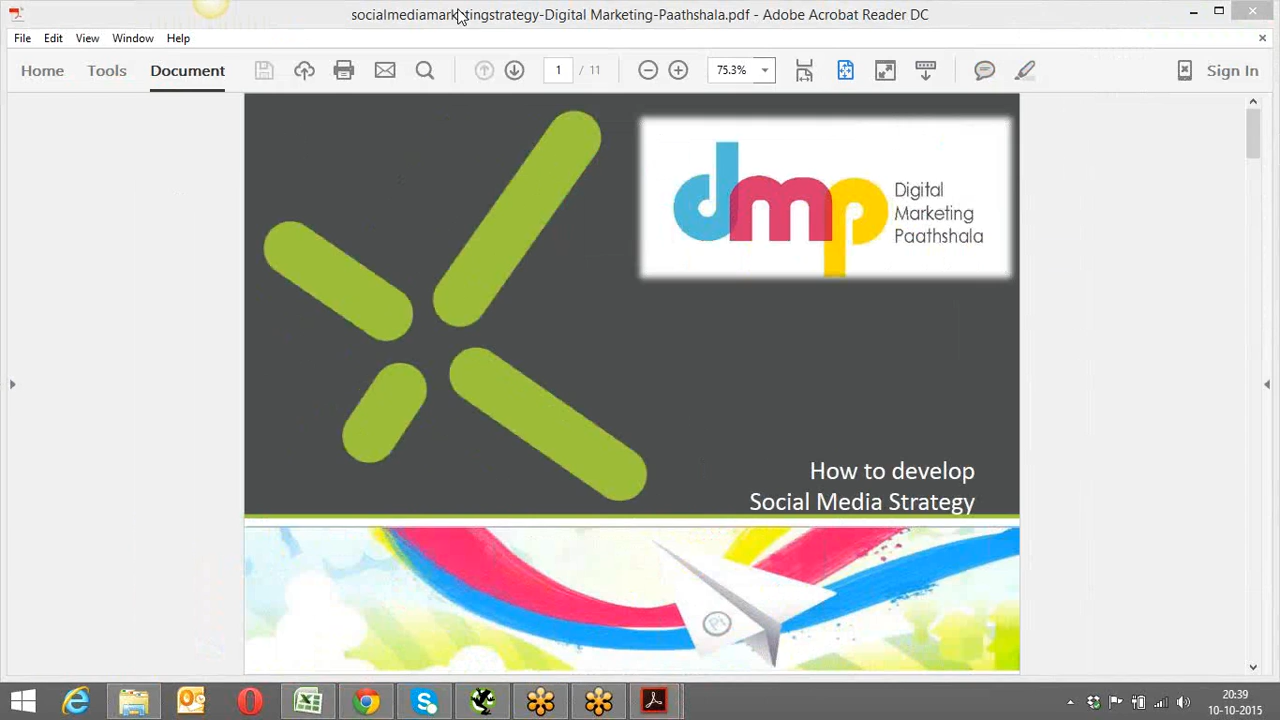 socialmediamarketingstrategy-Digital Marketing-Paathshala.pdf - Adobe Acrobat Reader DC
File Edit View Window Help
Home Tools Document 1 / 11 75.3% Sign In
dmp
Digital
Marketing
Paathshala
How to develop
Social Media Strategy
20:39
10-10-2015